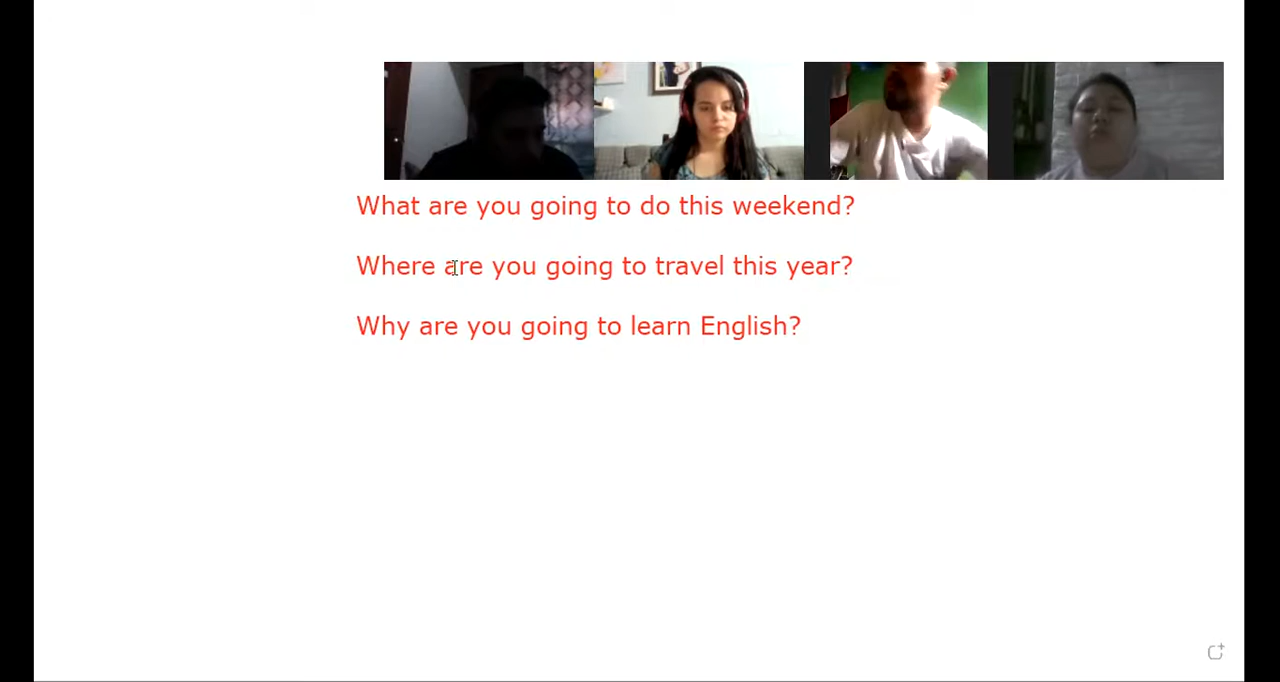 What are you going to do this weekend?
Where are you going to travel this year?
Why are you going to learn English?